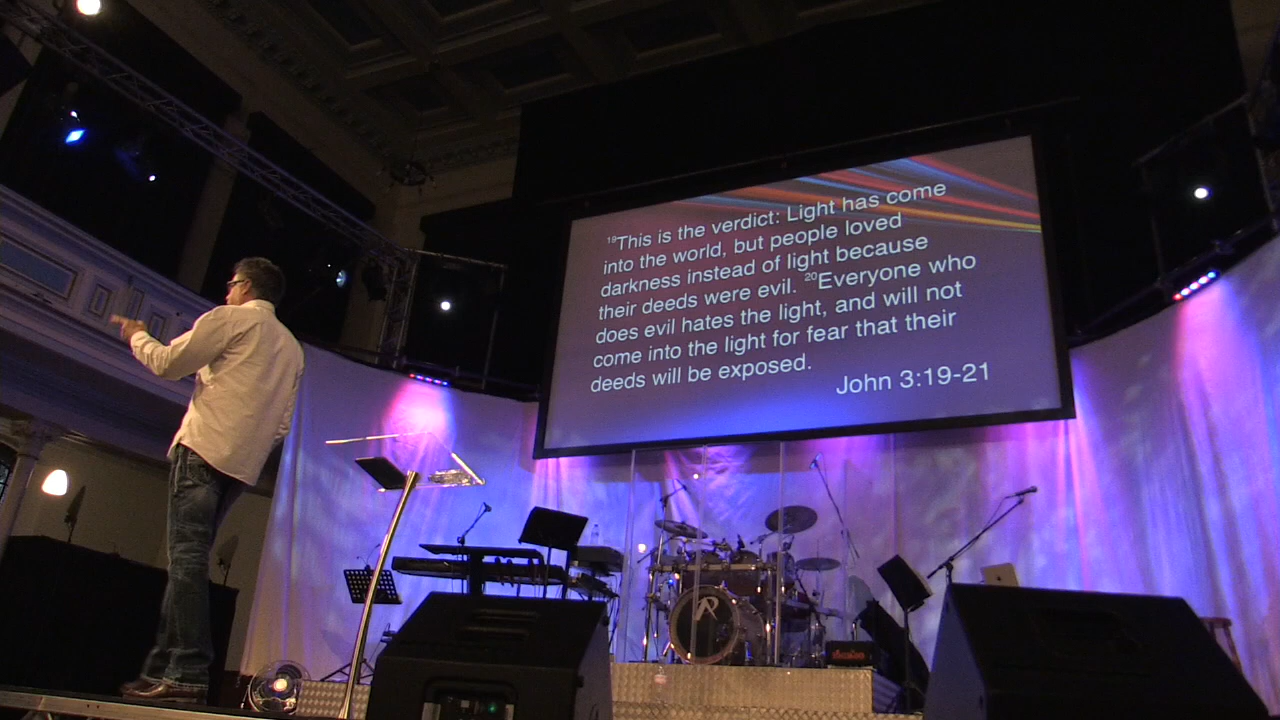 ¹⁹This is the verdict: Light has come
into the world, but people loved
darkness instead of light because
their deeds were evil. ²⁰Everyone who
does evil hates the light, and will not
come into the light for fear that their
deeds will be exposed.
John 3:19-21
R